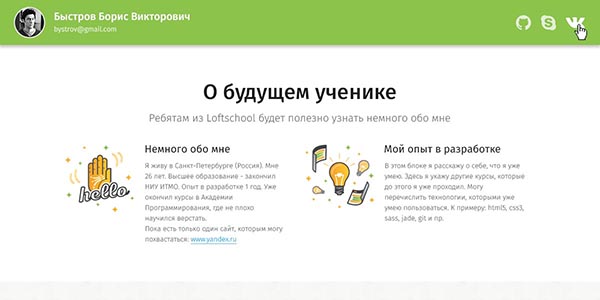 Быстров Борис Викторович
bystrov@gmail.com
О будущем ученике
Ребятам из Loftschool будет полезно узнать немного обо мне
Немного обо мне
Я живу в Санкт-Петербурге (Россия). Мне
26 лет. Высшее образование - закончил
НИУ ИТМО. Опыт в разработке 1 год. Уже
окончил курсы в Академии
Программирования, где не плохо
научился верстать.
Пока есть только один сайт, которым могу
похвастаться: www.yandex.ru
hello
Мой опыт в разработке
В этом блоке я расскажу о себе, что я уже
умею. Здесь я укажу другие курсы, которые
до этого я уже проходил. Могу
перечислить технологии, которыми уже
умею пользоваться. К примеру: html5, css3,
sass, jade, git и пр.